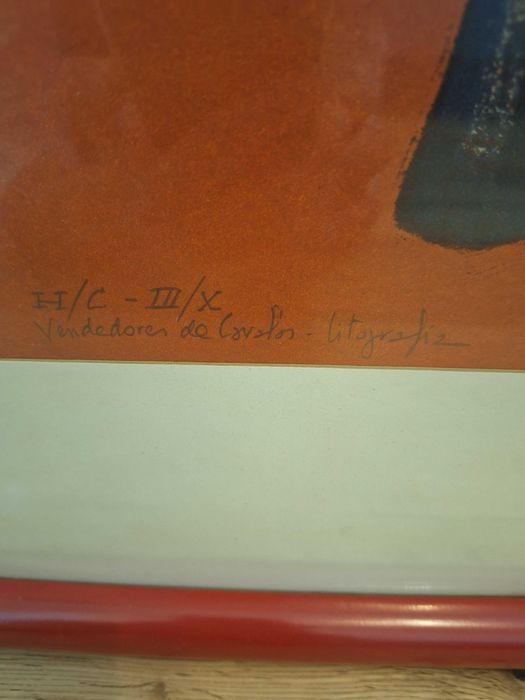 H/C - III/X
Vendedores de Cavalos - Litografia